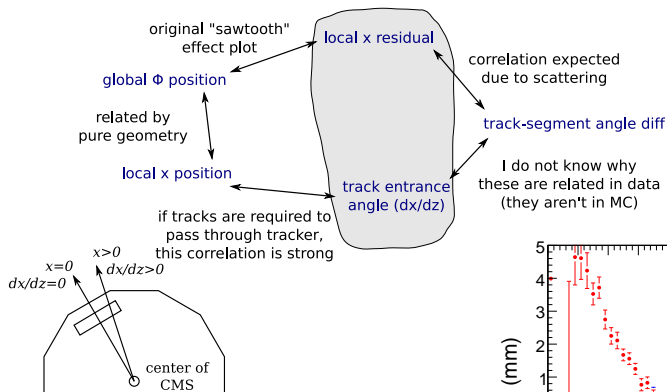 original "sawtooth"
effect plot
local x residual
correlation expected
due to scattering
global Φ position
related by
pure geometry
track-segment angle diff
local x position
track entrance
angle (dx/dz)
I do not know why
these are related in data
(they aren't in MC)
if tracks are required to
pass through tracker,
this correlation is strong
x=0
dx/dz=0
x>0
dx/dz>0
center of
CMS
5
4
3
2
1
(mm)